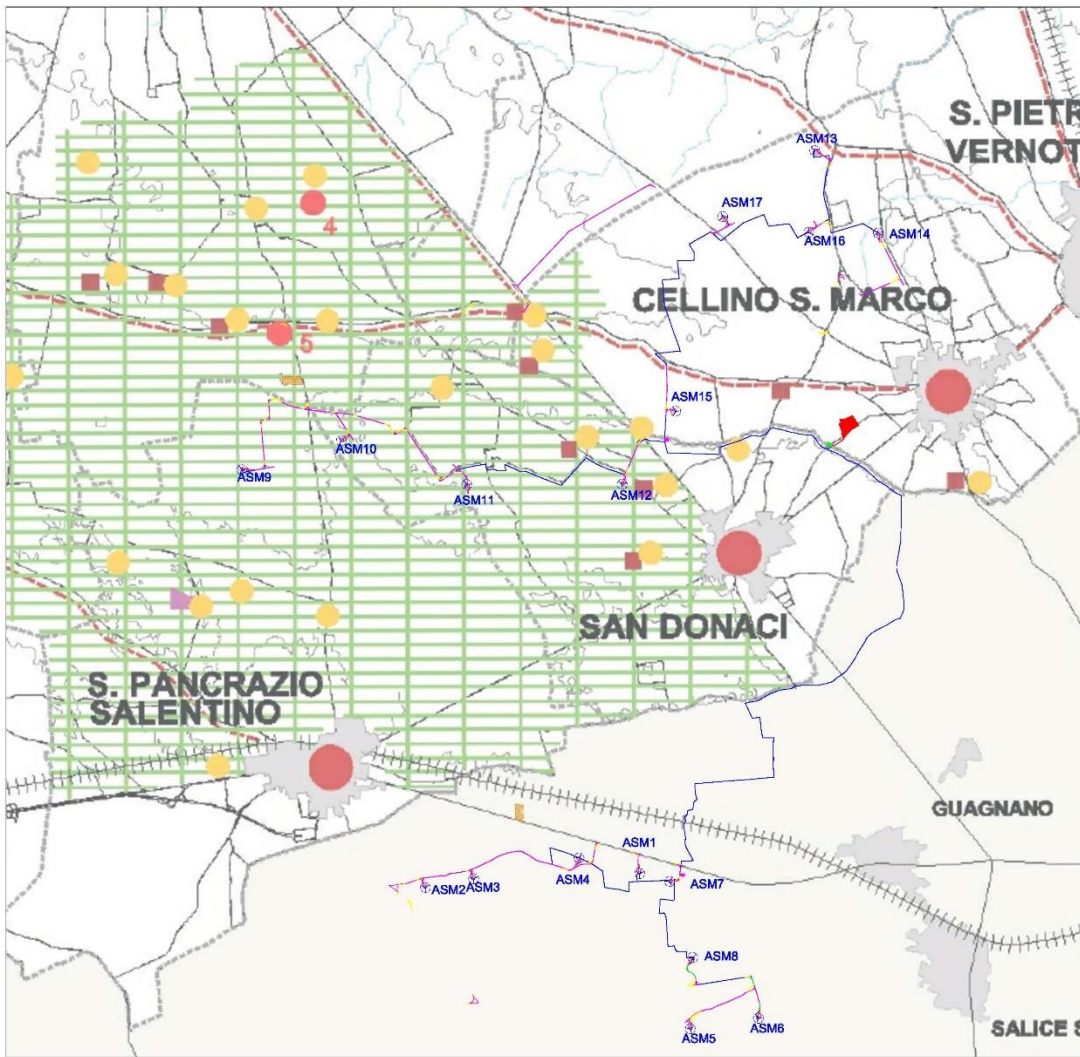 S. PIETR
VERNOT
ASM13
ASM17
ASM16
ASM14
4
CELLINO S. MARCO
5
ASM15
ASM10
ASM9
ASM11
ASM12
SAN DONACI
S. PANCRAZIO
SALENTINO
GUAGNANO
ASM1
ASM4
ASM7
ASM2
ASM3
ASM8
ASM5
ASM6
SALICE S